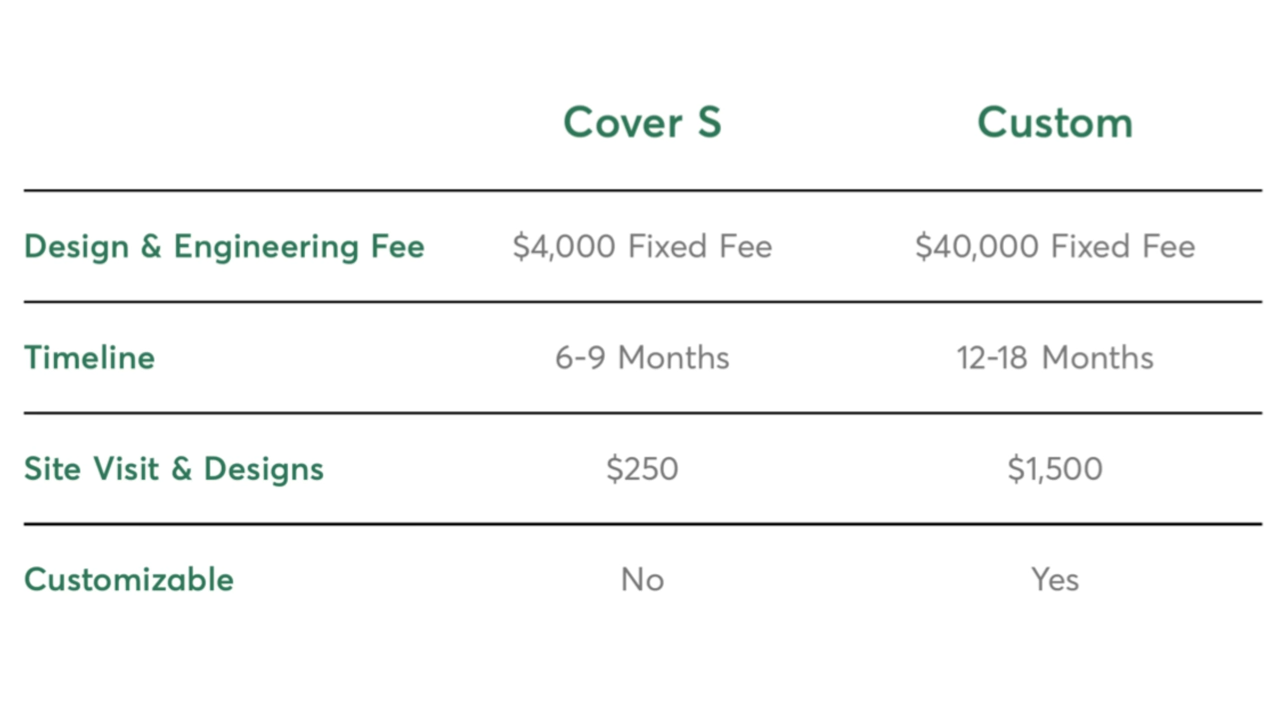 Cover S Custom
Design & Engineering Fee $4,000 Fixed Fee $40,000 Fixed Fee
Timeline 6-9 Months 12-18 Months
Site Visit & Designs $250 $1,500
Customizable No Yes